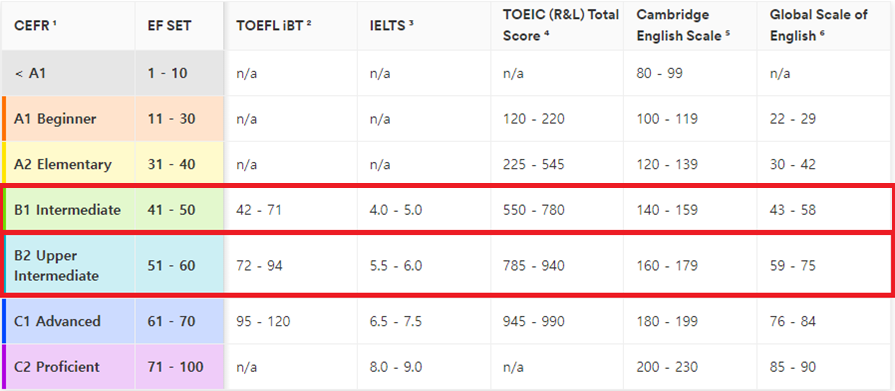 CEFR ¹ EF SET TOEFL iBT ² IELTS ³ TOEIC (R&L) Total Score ⁴ Cambridge English Scale ⁵ Global Scale of English ⁶
< A1 1 - 10 n/a n/a n/a 80 - 99 n/a
A1 Beginner 11 - 30 n/a n/a 120 - 220 100 - 119 22 - 29
A2 Elementary 31 - 40 n/a n/a 225 - 545 120 - 139 30 - 42
B1 Intermediate 41 - 50 42 - 71 4.0 - 5.0 550 - 780 140 - 159 43 - 58
B2 Upper Intermediate 51 - 60 72 - 94 5.5 - 6.0 785 - 940 160 - 179 59 - 75
C1 Advanced 61 - 70 95 - 120 6.5 - 7.5 945 - 990 180 - 199 76 - 84
C2 Proficient 71 - 100 n/a 8.0 - 9.0 n/a 200 - 230 85 - 90